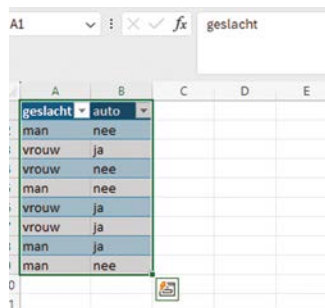 A1 fx geslacht
A B C D E
geslacht auto
man nee
vrouw ja
vrouw nee
man nee
vrouw ja
vrouw ja
man ja
man nee